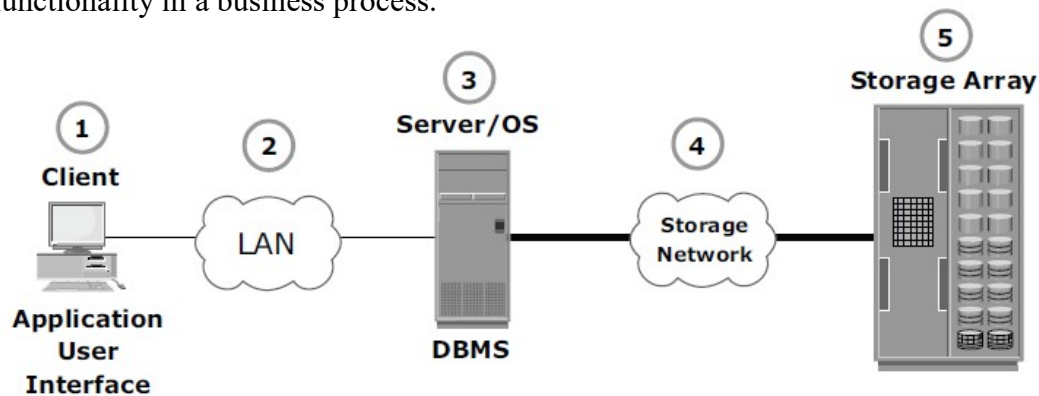 functionality in a business process.
5
Storage Array
3
Server/OS
1
Client
2
4
LAN
Storage
Network
Application
User
Interface
DBMS